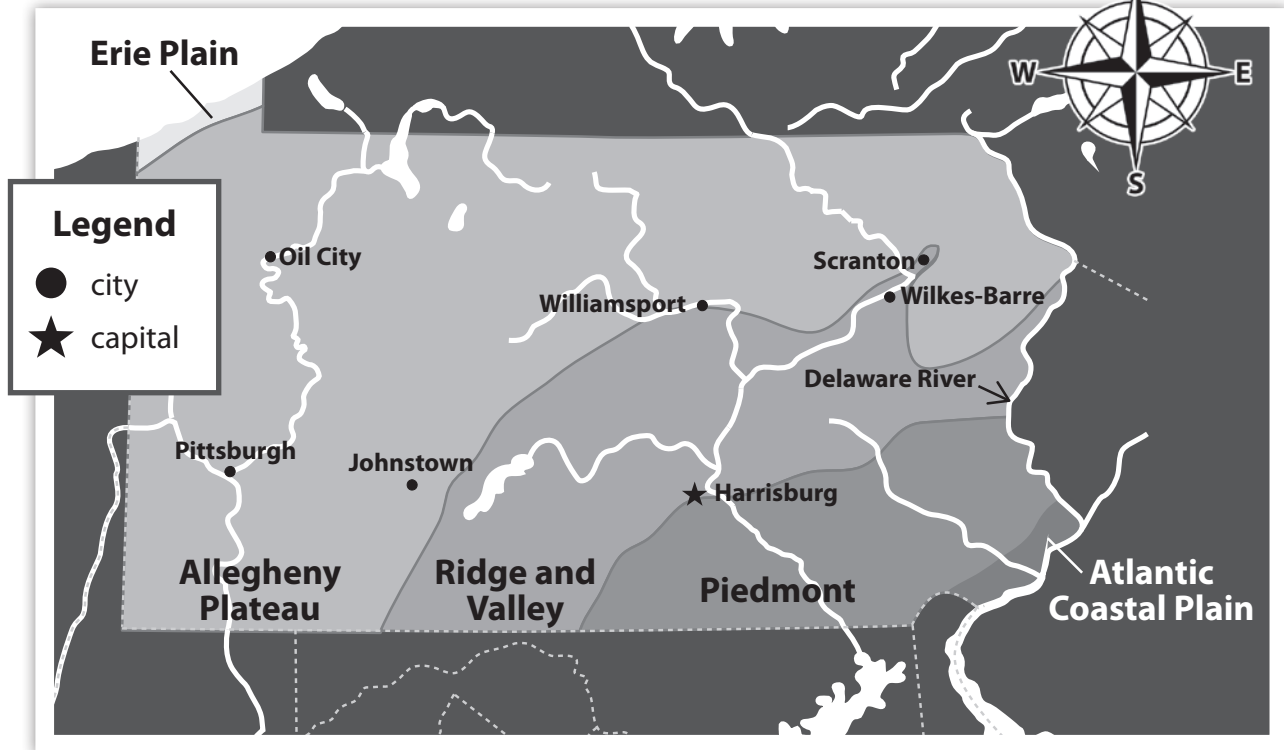 Erie Plain
W
E
S
Legend
city
capital
Oil City
Scranton
Williamsport
Wilkes-Barre
Delaware River
Pittsburgh
Johnstown
Harrisburg
Allegheny
Plateau
Ridge and
Valley
Piedmont
Atlantic
Coastal Plain